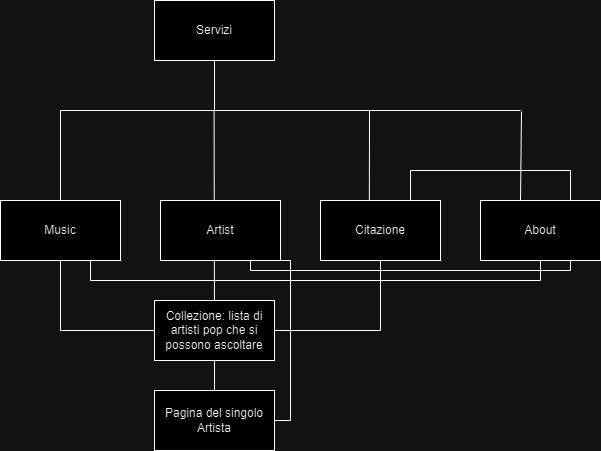 Servizi
Music
Artist
Citazione
About
Collezione: lista di
artisti pop che si
possono ascoltare
Pagina del singolo
Artista